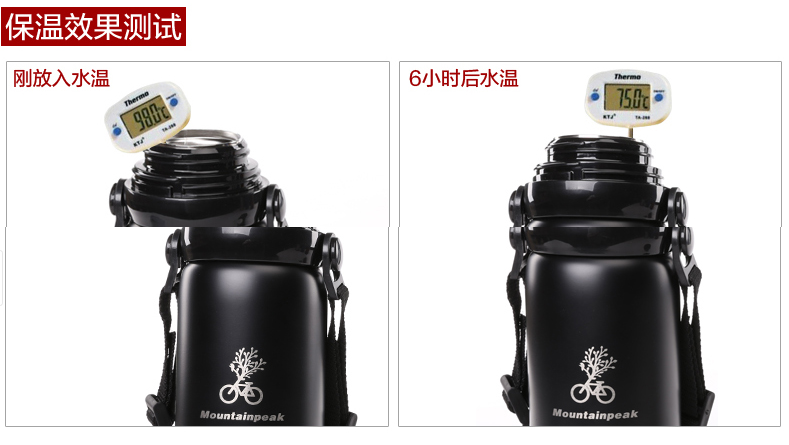 保温效果测试
刚放入水温
Thermo
98.0℃
KTJ
TA-288
Mountainpeak
6小时后水温
Thermo
75.0℃
KTJ
TA-288
Mountainpeak